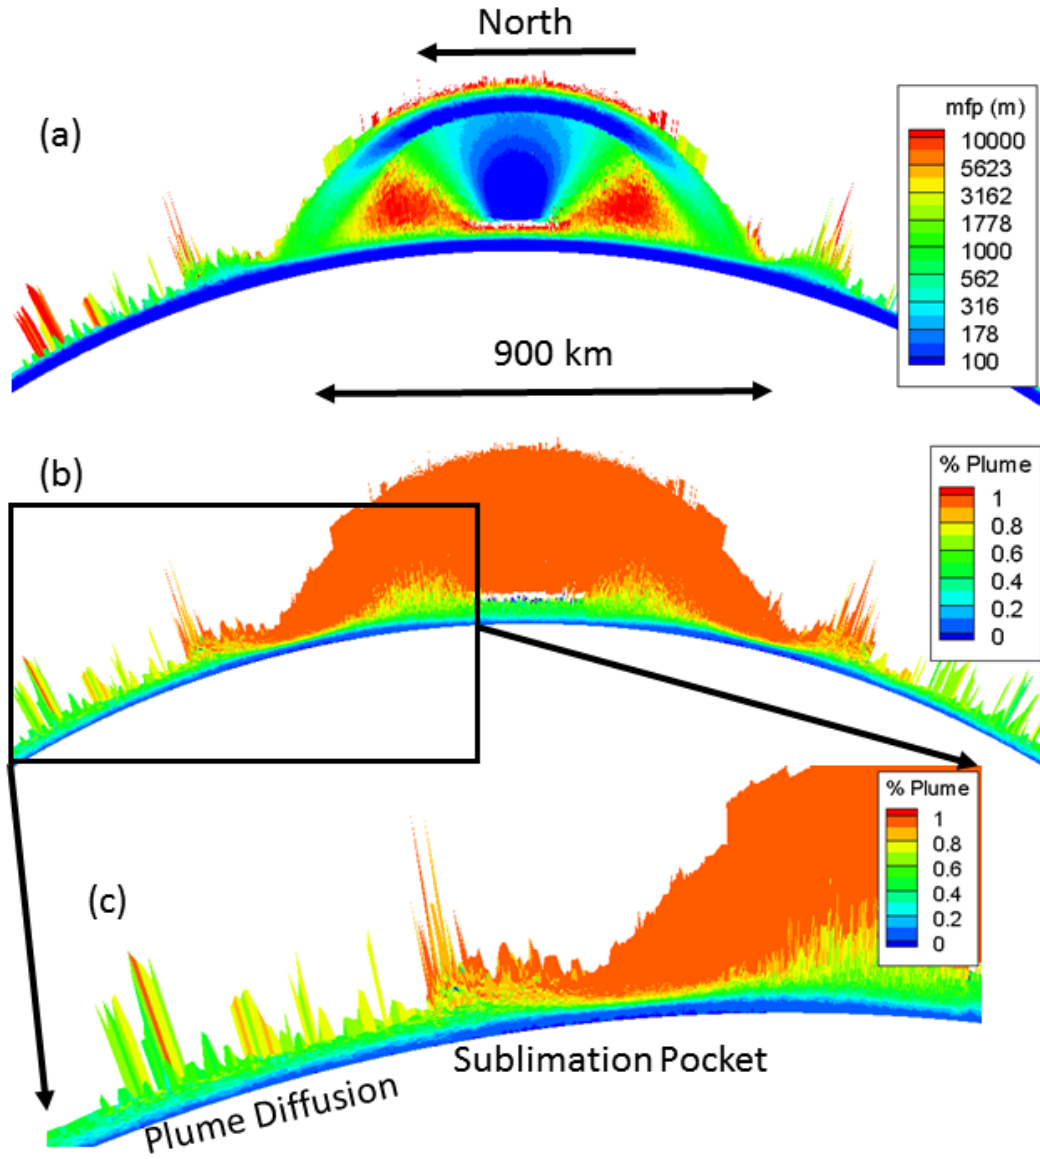 North
(a)
mfp (m)
10000
5623
3162
1778
1000
562
316
178
100
900 km
(b)
% Plume
1
0.8
0.6
0.4
0.2
0
% Plume
1
0.8
0.6
0.4
0.2
0
(c)
Sublimation Pocket
Plume Diffusion